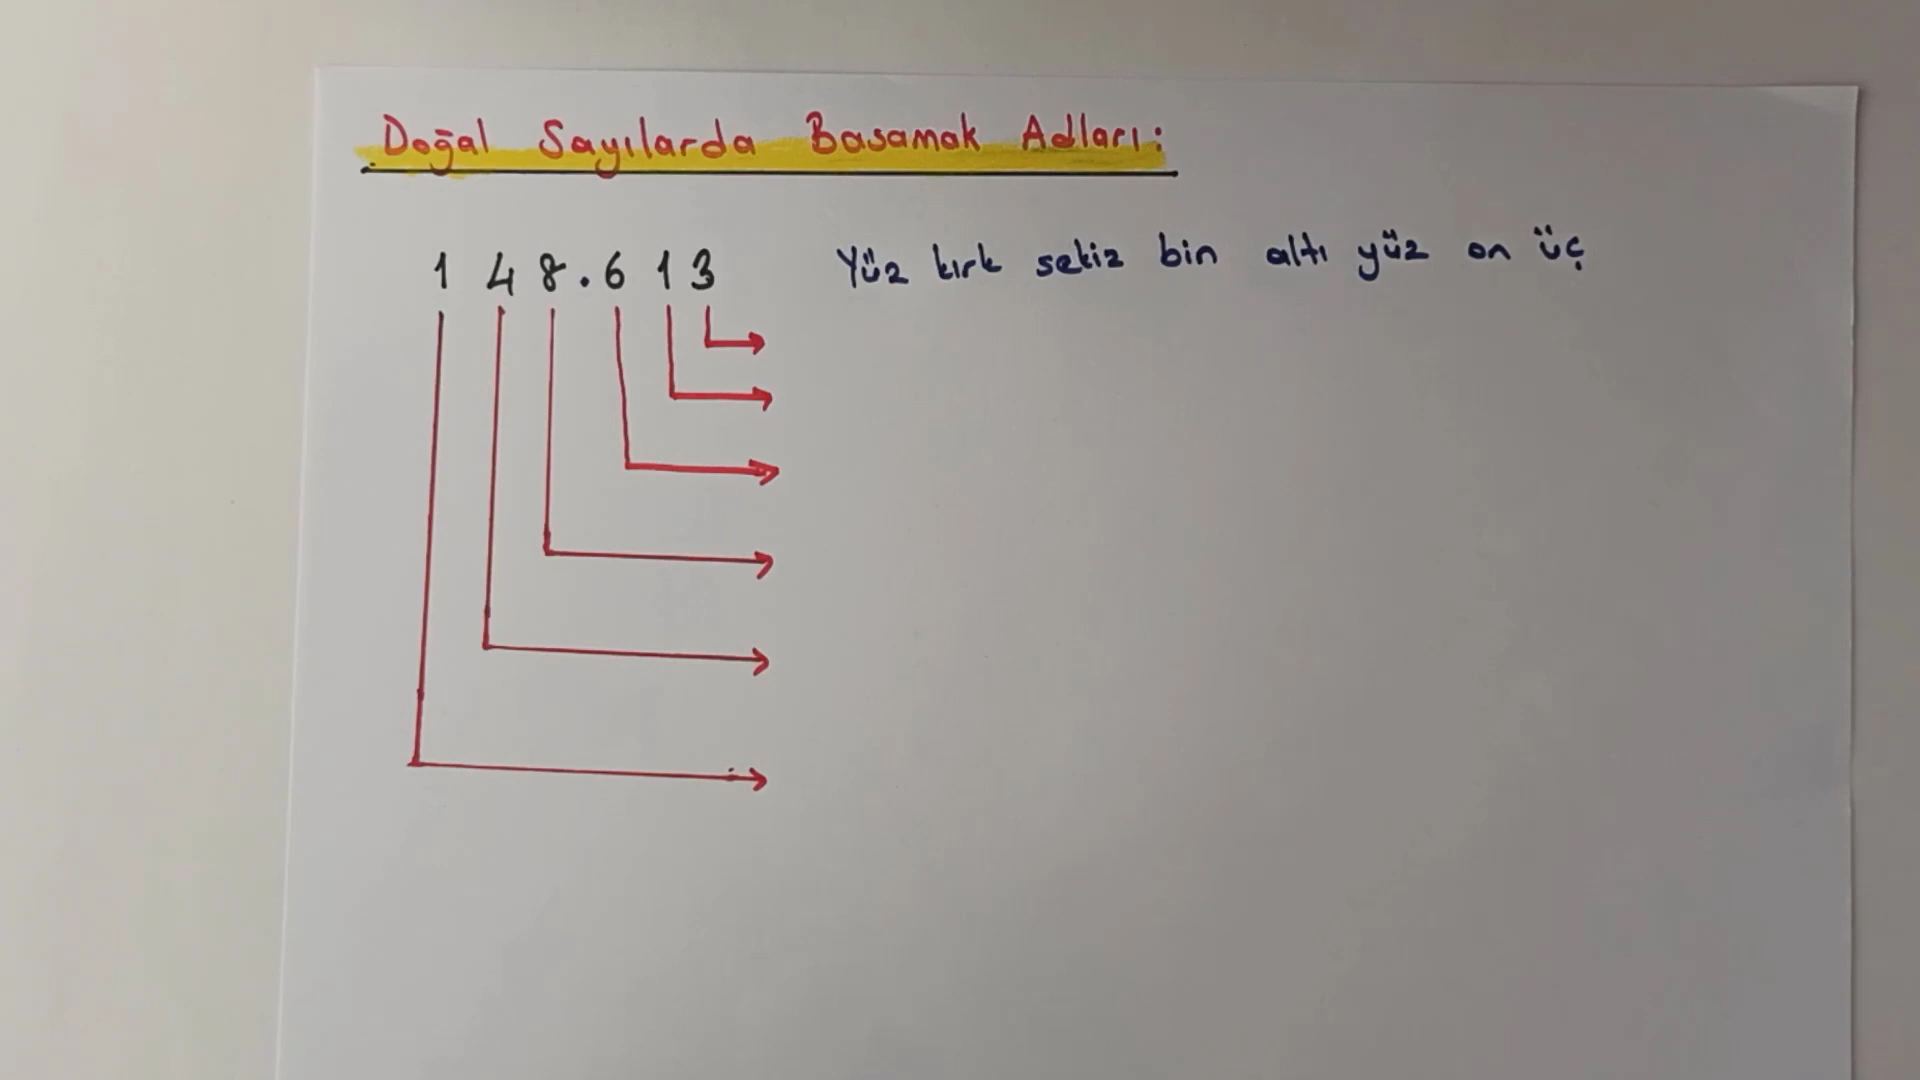 Doğal Sayılarda Basamak Adları:
148.613 Yüz kırk sekiz bin altı yüz on üç